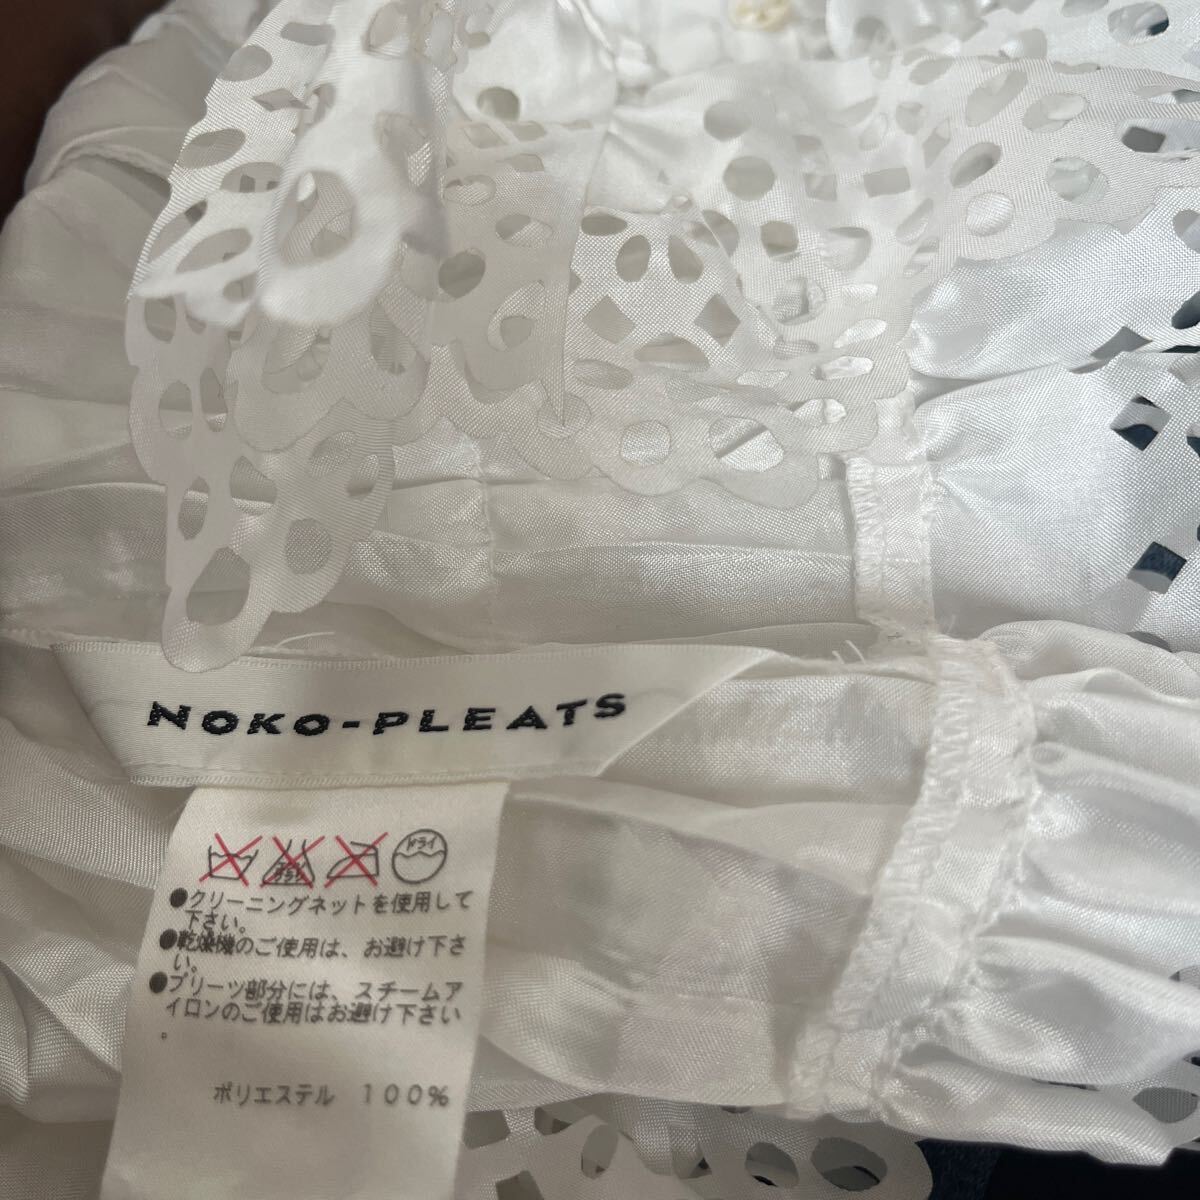 NOKO-PLEATS
ドライ
●クリーニングネットを使用して
下さい。
●乾燥機のご使用は、お避け下さ
い。
●プリーツ部分には、スチームア
イロンのご使用はお避け下さい
。
ポリエステル 100%